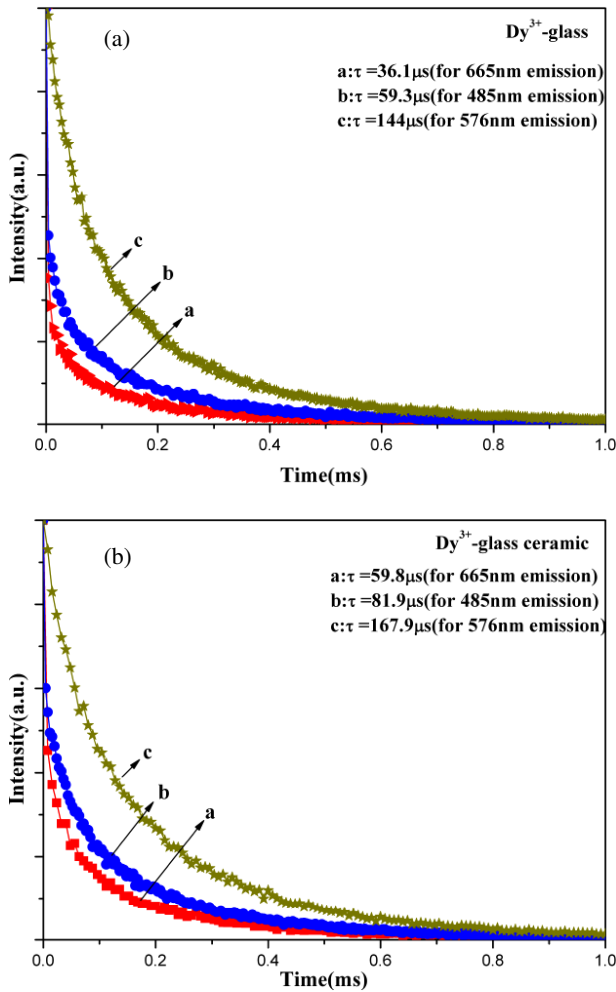 (a)
Dy³⁺-glass
a:τ =36.1μs(for 665nm emission)
b:τ =59.3μs(for 485nm emission)
c:τ =144μs(for 576nm emission)
Intensity(a.u.)
c
b
a
0.0 0.2 0.4 0.6 0.8 1.0
Time(ms)
(b)
Dy³⁺-glass ceramic
a:τ =59.8μs(for 665nm emission)
b:τ =81.9μs(for 485nm emission)
c:τ =167.9μs(for 576nm emission)
Intensity(a.u.)
c
b
a
0.0 0.2 0.4 0.6 0.8 1.0
Time(ms)